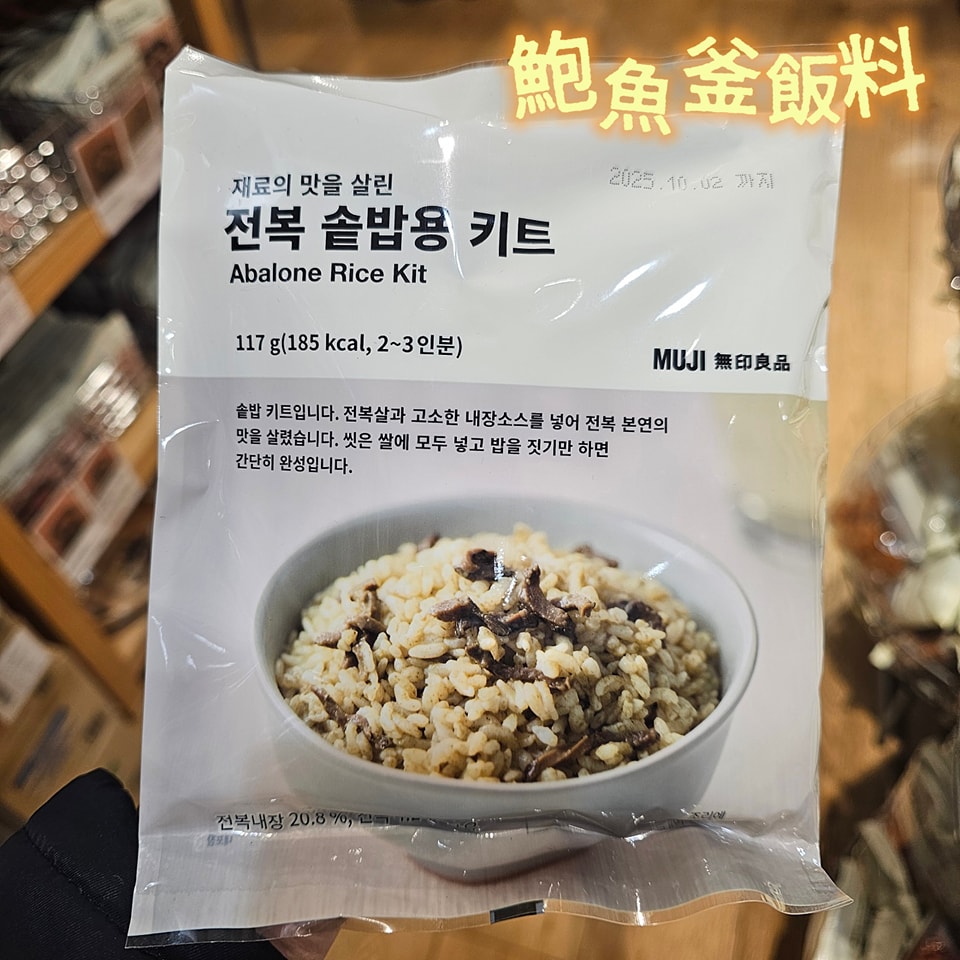 鮑魚釜飯料
2025.10.02 까지
재료의 맛을 살린
전복 솥밥용 키트
Abalone Rice Kit
117 g(185 kcal, 2~3인분)
MUJI 無印良品
솥밥 키트입니다. 전복살과 고소한 내장소스를 넣어 전복 본연의
맛을 살렸습니다. 씻은 쌀에 모두 넣고 밥을 짓기만 하면
간단히 완성입니다.
전복내장 20.8 %,
조리예